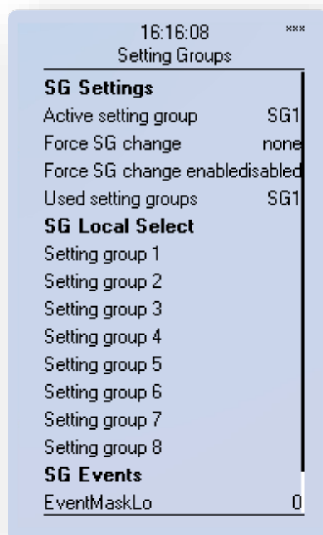 16:16:08 ***
Setting Groups
SG Settings
Active setting group SG1
Force SG change none
Force SG change enabledisabled
Used setting groups SG1
SG Local Select
Setting group 1
Setting group 2
Setting group 3
Setting group 4
Setting group 5
Setting group 6
Setting group 7
Setting group 8
SG Events
EventMaskLo 0